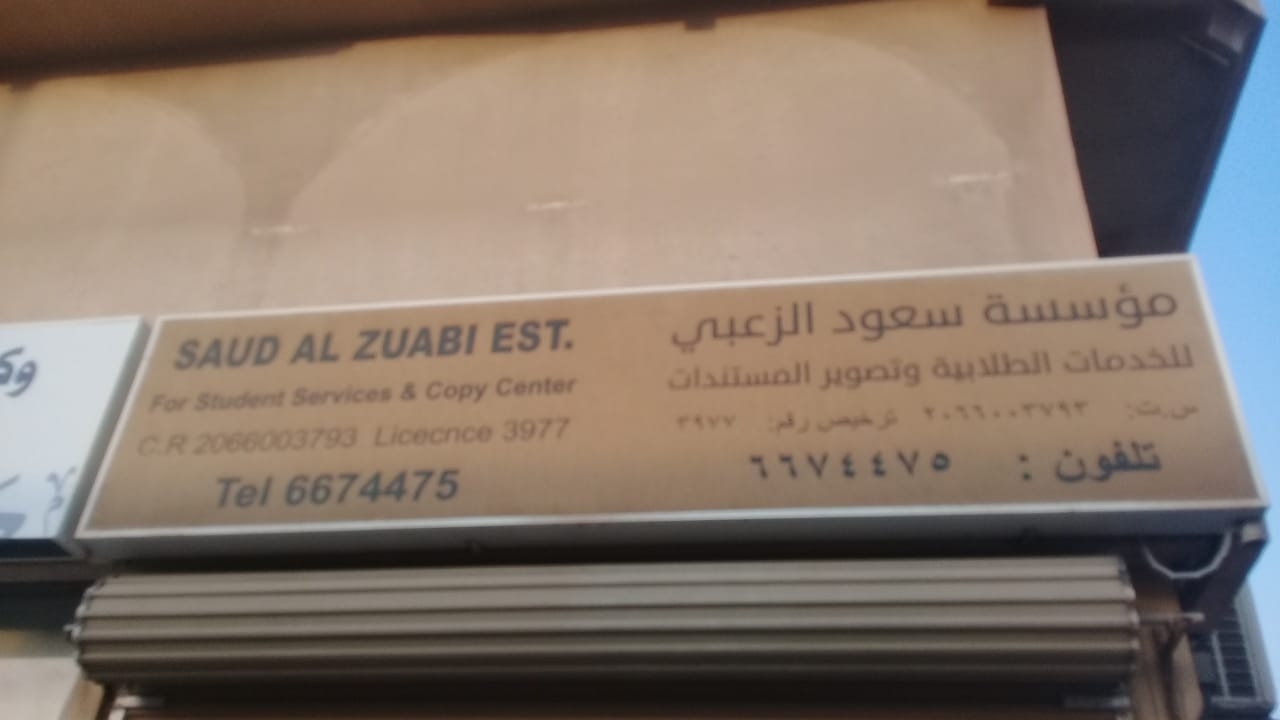 SAUD AL ZUABI EST.
For Student Services & Copy Center
C.R 2066003793 Licecnce 3977
Tel 6674475
مؤسسة سعود الزعبي
للخدمات الطلابية وتصوير المستندات
س.ت: ٢٠٦٦٠٠٣٧٩٣ ترخيص رقم: ٣٩٧٧
تلفون : ٦٦٧٤٤٧٥